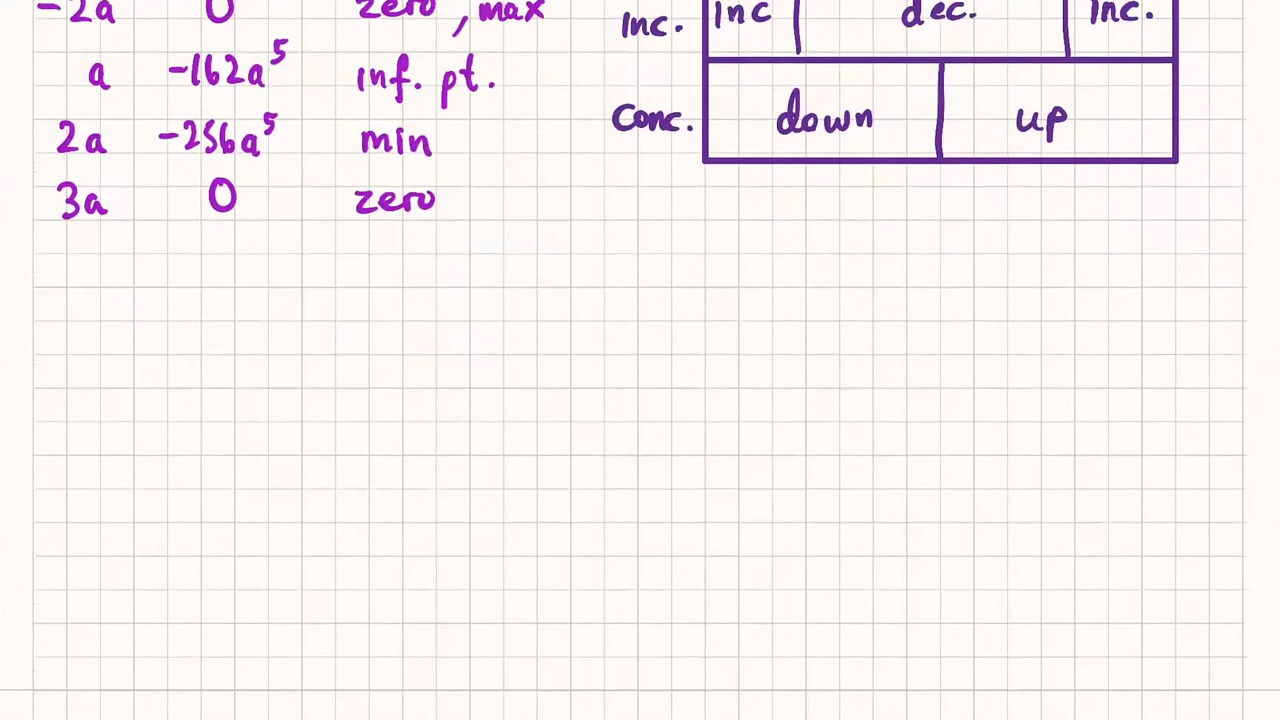 -2a 0 zero, max
a -162a⁵ inf. pt.
2a -256a⁵ min
3a 0 zero
Inc. Inc dec. Inc.
Conc. down up